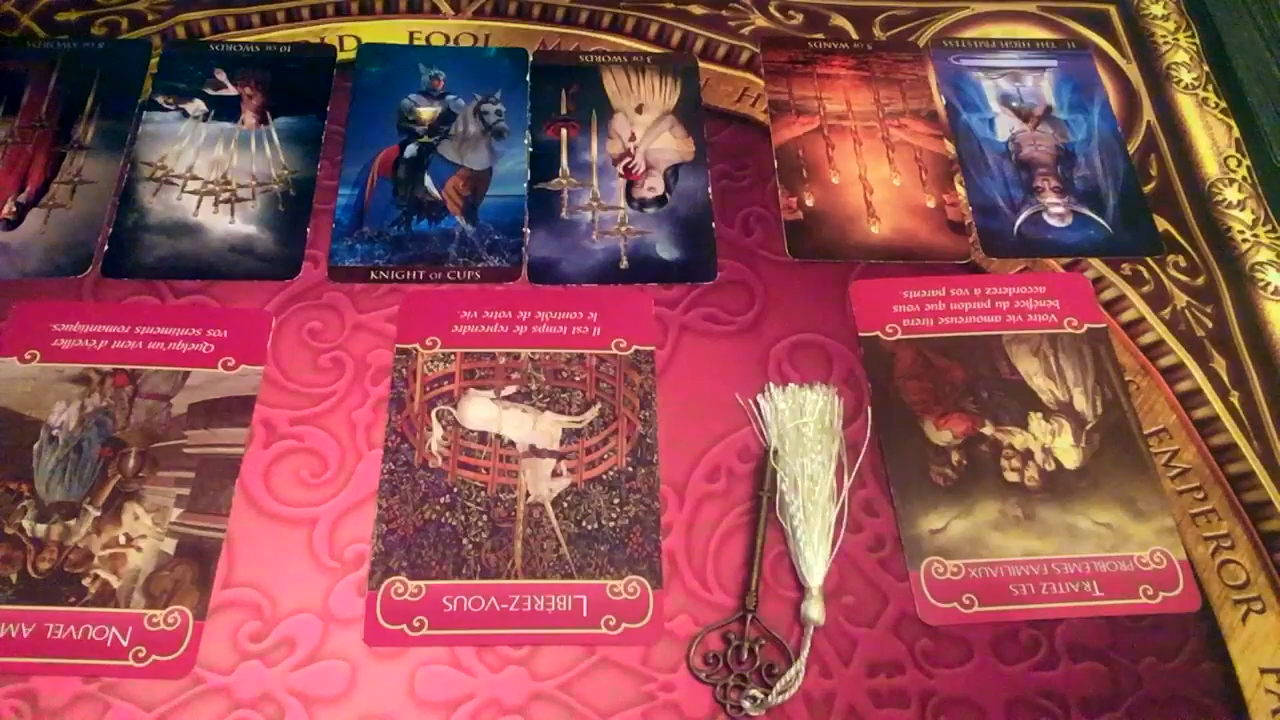 8 OF SWORDS
10 OF SWORDS
3 OF SWORDS
OF WANDS
II. THE HIGH PRIESTESS
FOOL
KNIGHT OF CUPS
Quelqu'un vient d'éveiller
vos sentiments romantiques.
NOUVEL AM
Il est temps de reprendre
le contrôle de votre vie.
LIBÉREZ-VOUS
Votre vie amoureuse tirera
bénéfice du pardon que vous
accorderez à vos parents.
TRAITEZ LES
PROBLÈMES FAMILIAUX
EMPEROR